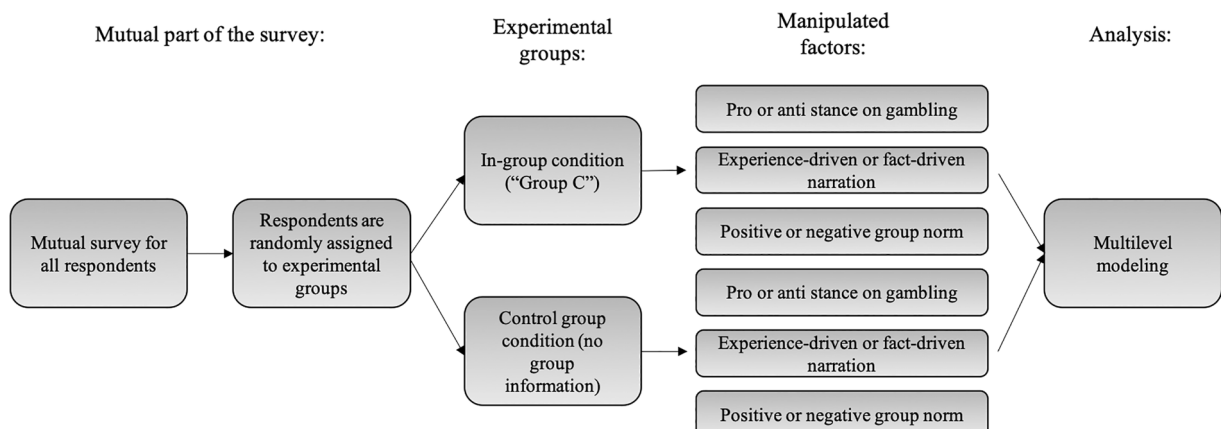 Mutual part of the survey:
Experimental
groups:
Manipulated
factors:
Analysis:
Mutual survey for
all respondents
Respondents are
randomly assigned
to experimental
groups
In-group condition
(“Group C”)
Control group
condition (no
group
information)
Pro or anti stance on gambling
Experience-driven or fact-driven
narration
Positive or negative group norm
Pro or anti stance on gambling
Experience-driven or fact-driven
narration
Positive or negative group norm
Multilevel
modeling